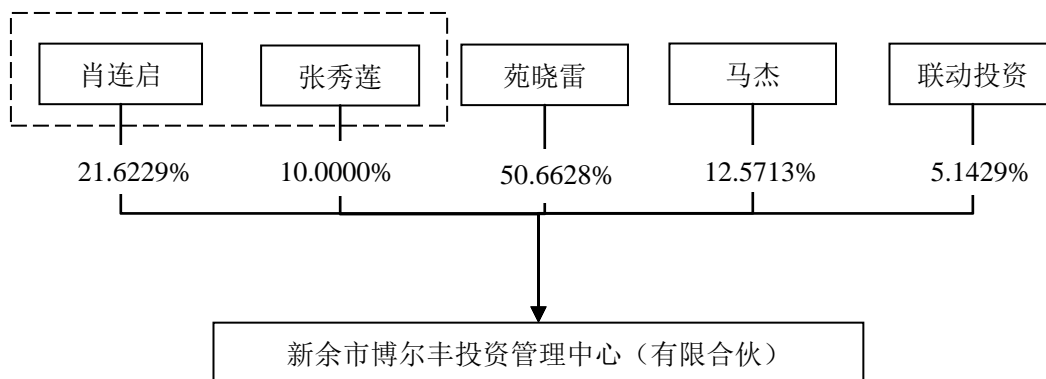 肖连启 张秀莲 苑晓雷 马杰 联动投资
21.6229% 10.0000% 50.6628% 12.5713% 5.1429%
新余市博尔丰投资管理中心（有限合伙）